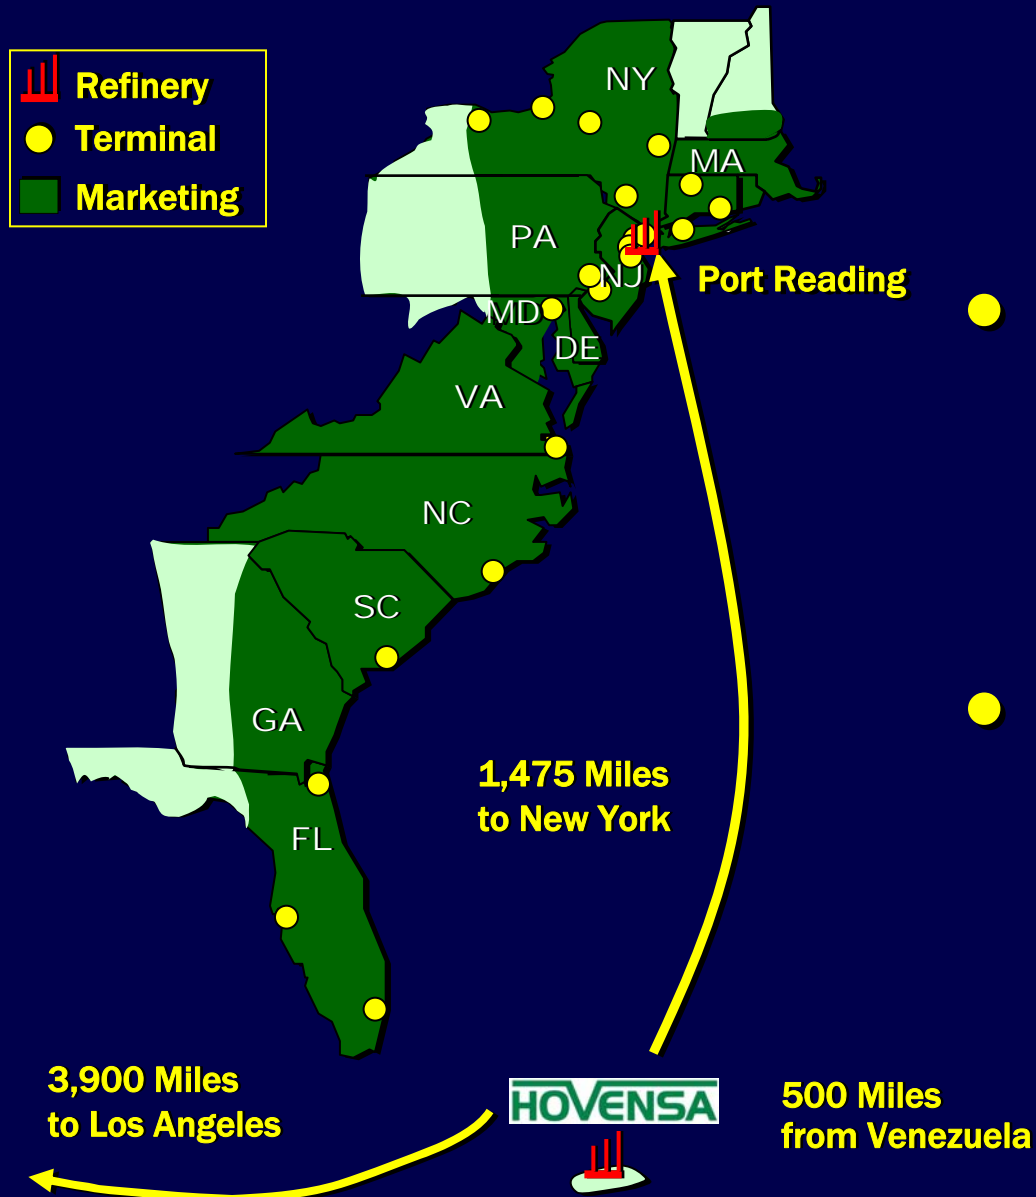 Refinery
Terminal
Marketing
NY
MA
PA
NJ
Port Reading
MD
DE
VA
NC
SC
GA
1,475 Miles
to New York
FL
3,900 Miles
to Los Angeles
HOVENSA
500 Miles
from Venezuela